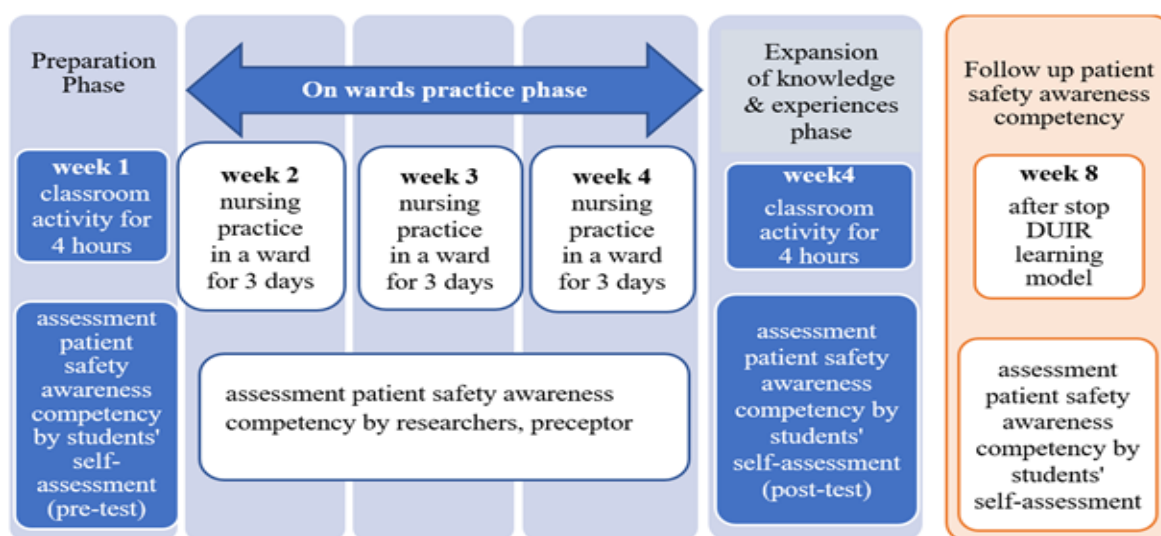 Preparation
Phase
On wards practice phase
Expansion
of knowledge
& experiences
phase
Follow up patient
safety awareness
competency
week 1
classroom
activity for
4 hours
week 2
nursing
practice
in a ward
for 3 days
week 3
nursing
practice
in a ward
for 3 days
week 4
nursing
practice
in a ward
for 3 days
week4
classroom
activity for
4 hours
week 8
after stop
DUIR
learning
model
assessment
patient
safety
awareness
competency
by students'
self-
assessment
(pre-test)
assessment patient safety awareness
competency by researchers, preceptor
assessment
patient safety
awareness
competency by
students'
self-assessment
(post-test)
assessment
patient safety
awareness
competency by
students'
self-assessment